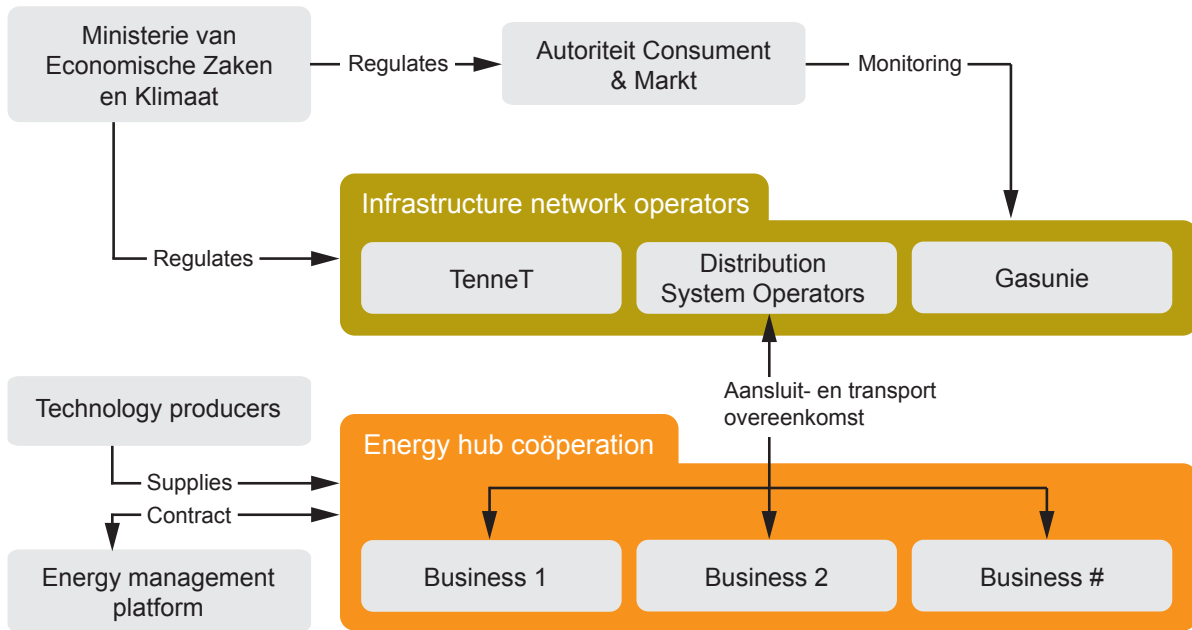 Ministerie van
Economische Zaken
en Klimaat
Regulates
Autoriteit Consument
& Markt
Monitoring
Infrastructure network operators
Regulates
TenneT
Distribution
System Operators
Gasunie
Technology producers
Aansluit- en transport
overeenkomst
Energy hub coöperation
Supplies
Contract
Energy management
platform
Business 1
Business 2
Business #